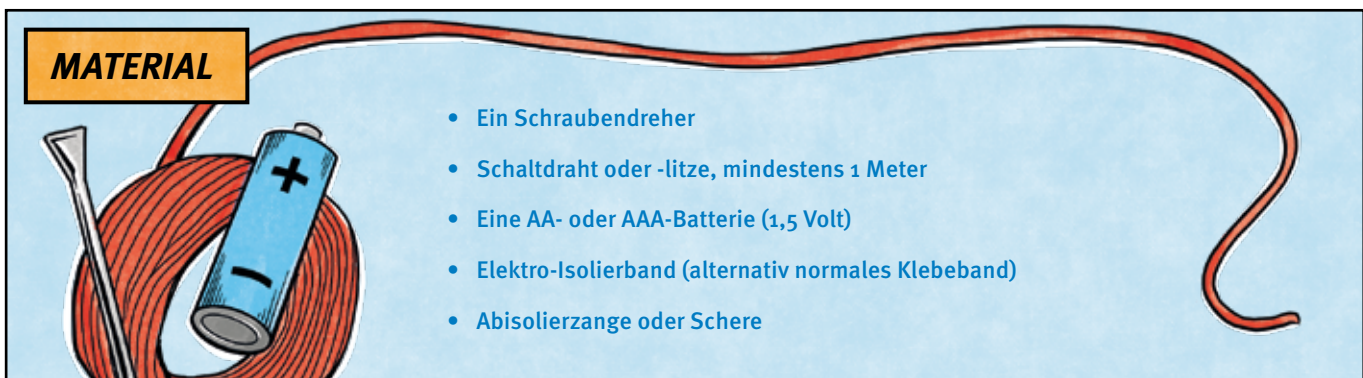 MATERIAL
• Ein Schraubendreher
• Schaltdraht oder -litze, mindestens 1 Meter
• Eine AA- oder AAA-Batterie (1,5 Volt)
• Elektro-Isolierband (alternativ normales Klebeband)
• Abisolierzange oder Schere
+
−